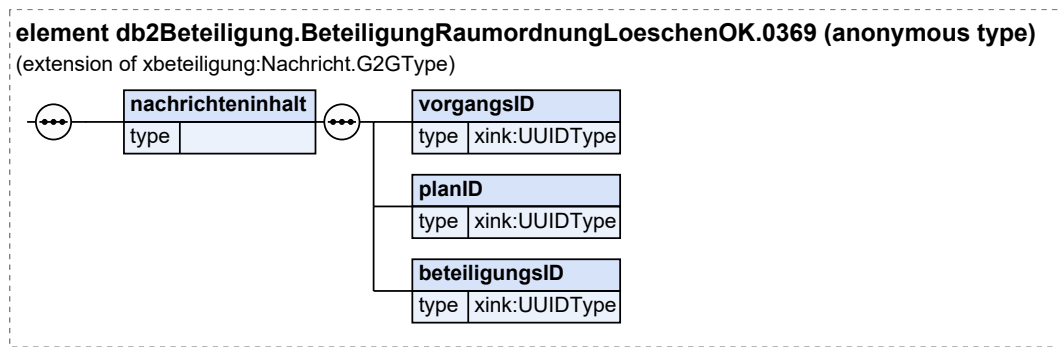 element db2Beteiligung.BeteiligungRaumordnungLoeschenOK.0369 (anonymous type)
(extension of xbeteiligung:Nachricht.G2GType)
nachrichteninhalt
type
vorgangsID
type xink:UUIDType
planID
type xink:UUIDType
beteiligungsID
type xink:UUIDType